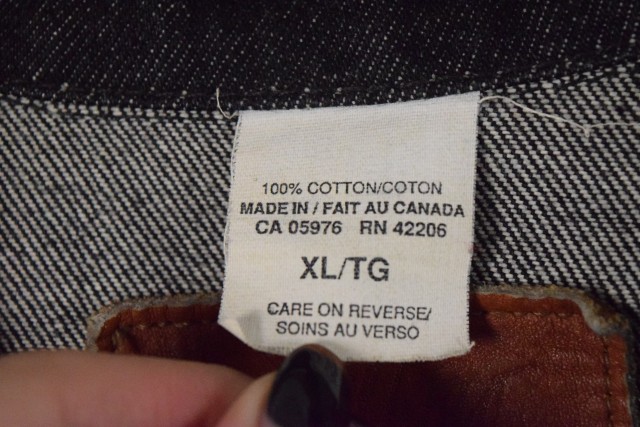 100% COTTON/COTON
MADE IN / FAIT AU CANADA
CA 05976 RN 42206
XL/TG
CARE ON REVERSE/
SOINS AU VERSO